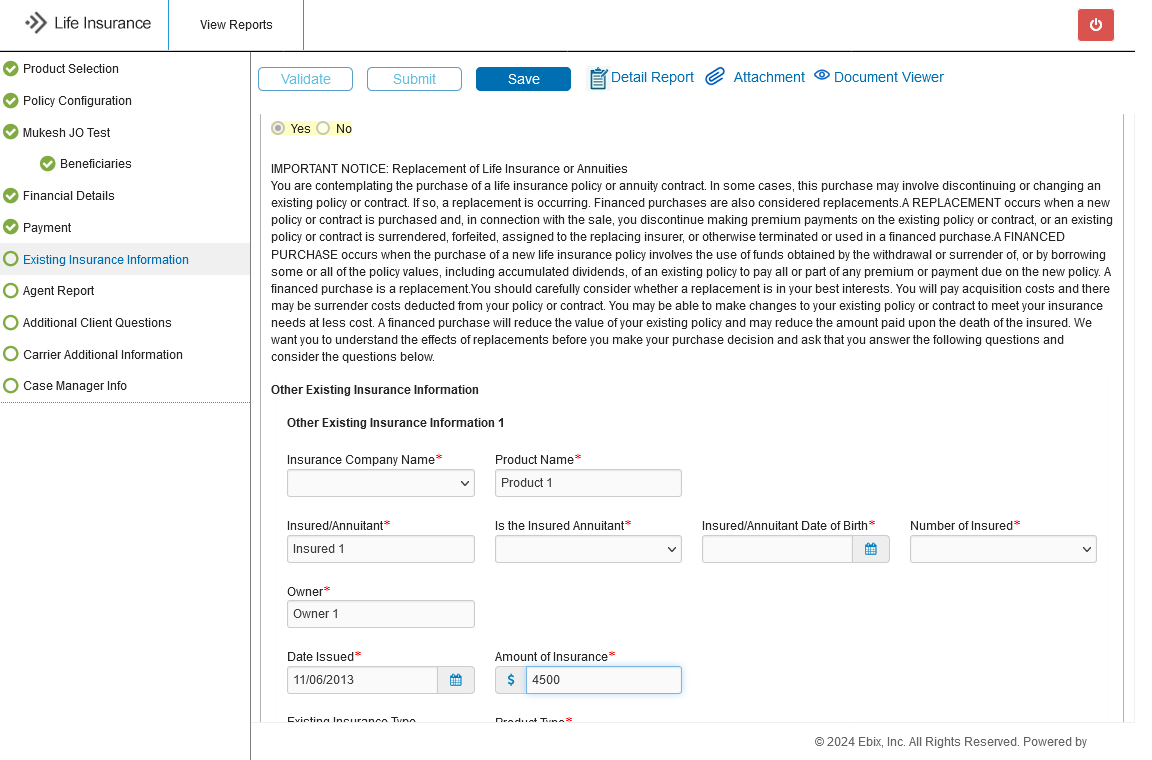 Life Insurance
View Reports
Product Selection
Policy Configuration
Mukesh JO Test
Beneficiaries
Financial Details
Payment
Existing Insurance Information
Agent Report
Additional Client Questions
Carrier Additional Information
Case Manager Info
Validate Submit Save Detail Report Attachment Document Viewer
Yes No
IMPORTANT NOTICE: Replacement of Life Insurance or Annuities
You are contemplating the purchase of a life insurance policy or annuity contract. In some cases, this purchase may involve discontinuing or changing an
existing policy or contract. If so, a replacement is occurring. Financed purchases are also considered replacements.A REPLACEMENT occurs when a new
policy or contract is purchased and, in connection with the sale, you discontinue making premium payments on the existing policy or contract, or an existing
policy or contract is surrendered, forfeited, assigned to the replacing insurer, or otherwise terminated or used in a financed purchase.A FINANCED
PURCHASE occurs when the purchase of a new life insurance policy involves the use of funds obtained by the withdrawal or surrender of, or by borrowing
some or all of the policy values, including accumulated dividends, of an existing policy to pay all or part of any premium or payment due on the new policy. A
financed purchase is a replacement.You should carefully consider whether a replacement is in your best interests. You will pay acquisition costs and there
may be surrender costs deducted from your policy or contract. You may be able to make changes to your existing policy or contract to meet your insurance
needs at less cost. A financed purchase will reduce the value of your existing policy and may reduce the amount paid upon the death of the insured. We
want you to understand the effects of replacements before you make your purchase decision and ask that you answer the following questions and
consider the questions below.
Other Existing Insurance Information
Other Existing Insurance Information 1
Insurance Company Name* Product Name*
Product 1
Insured/Annuitant* Is the Insured Annuitant* Insured/Annuitant Date of Birth* Number of Insured*
Insured 1
Owner*
Owner 1
Date Issued* Amount of Insurance*
11/06/2013 $ 4500
Existing Insurance Type Product Type*
© 2024 Ebix, Inc. All Rights Reserved. Powered by